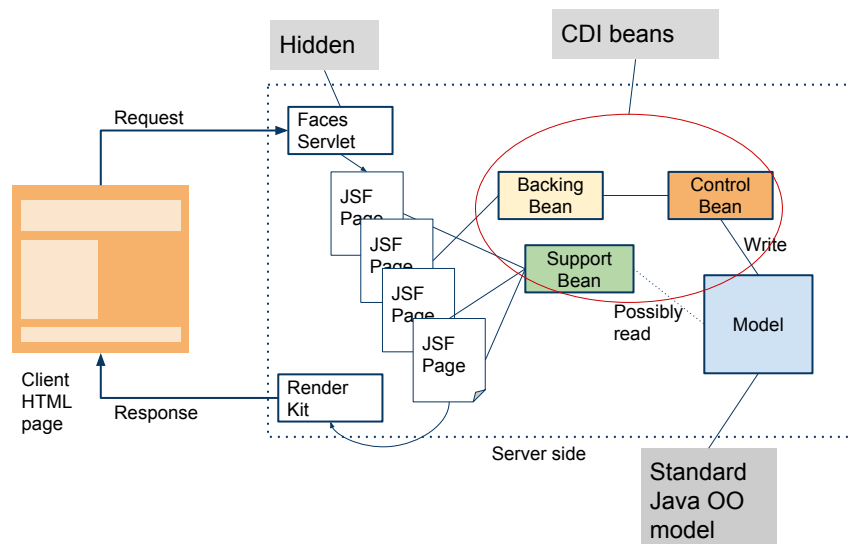 Hidden
CDI beans
Request
Faces
Servlet
JSF
Page
JSF
Page
JSF
Page
JSF
Page
Backing
Bean
Control
Bean
Support
Bean
Write
Possibly
read
Model
Client
HTML
page
Response
Render
Kit
Server side
Standard
Java OO
model